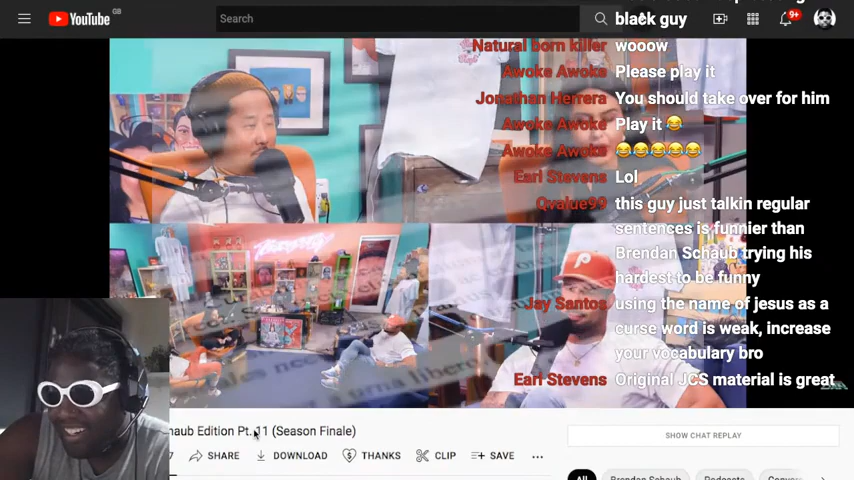 YouTube GB
Search
9+
black guy
Natural born killer wooow
Awoke Awoke Please play it
Jonathan Herrera You should take over for him
Awoke Awoke Play it 😂
Awoke Awoke 😂😂😂😂😂
Earl Stevens Lol
Qvalue99 this guy just talkin regular
sentences is funnier than
Brendan Schaub trying his
hardest to be funny
Jay Santos using the name of jesus as a
curse word is weak, increase
your vocabulary bro
Earl Stevens Original JCS material is great
haub Edition Pt. 11 (Season Finale)
7 SHARE DOWNLOAD THANKS CLIP SAVE ...
SHOW CHAT REPLAY
All Brendan Schaub Podcasts